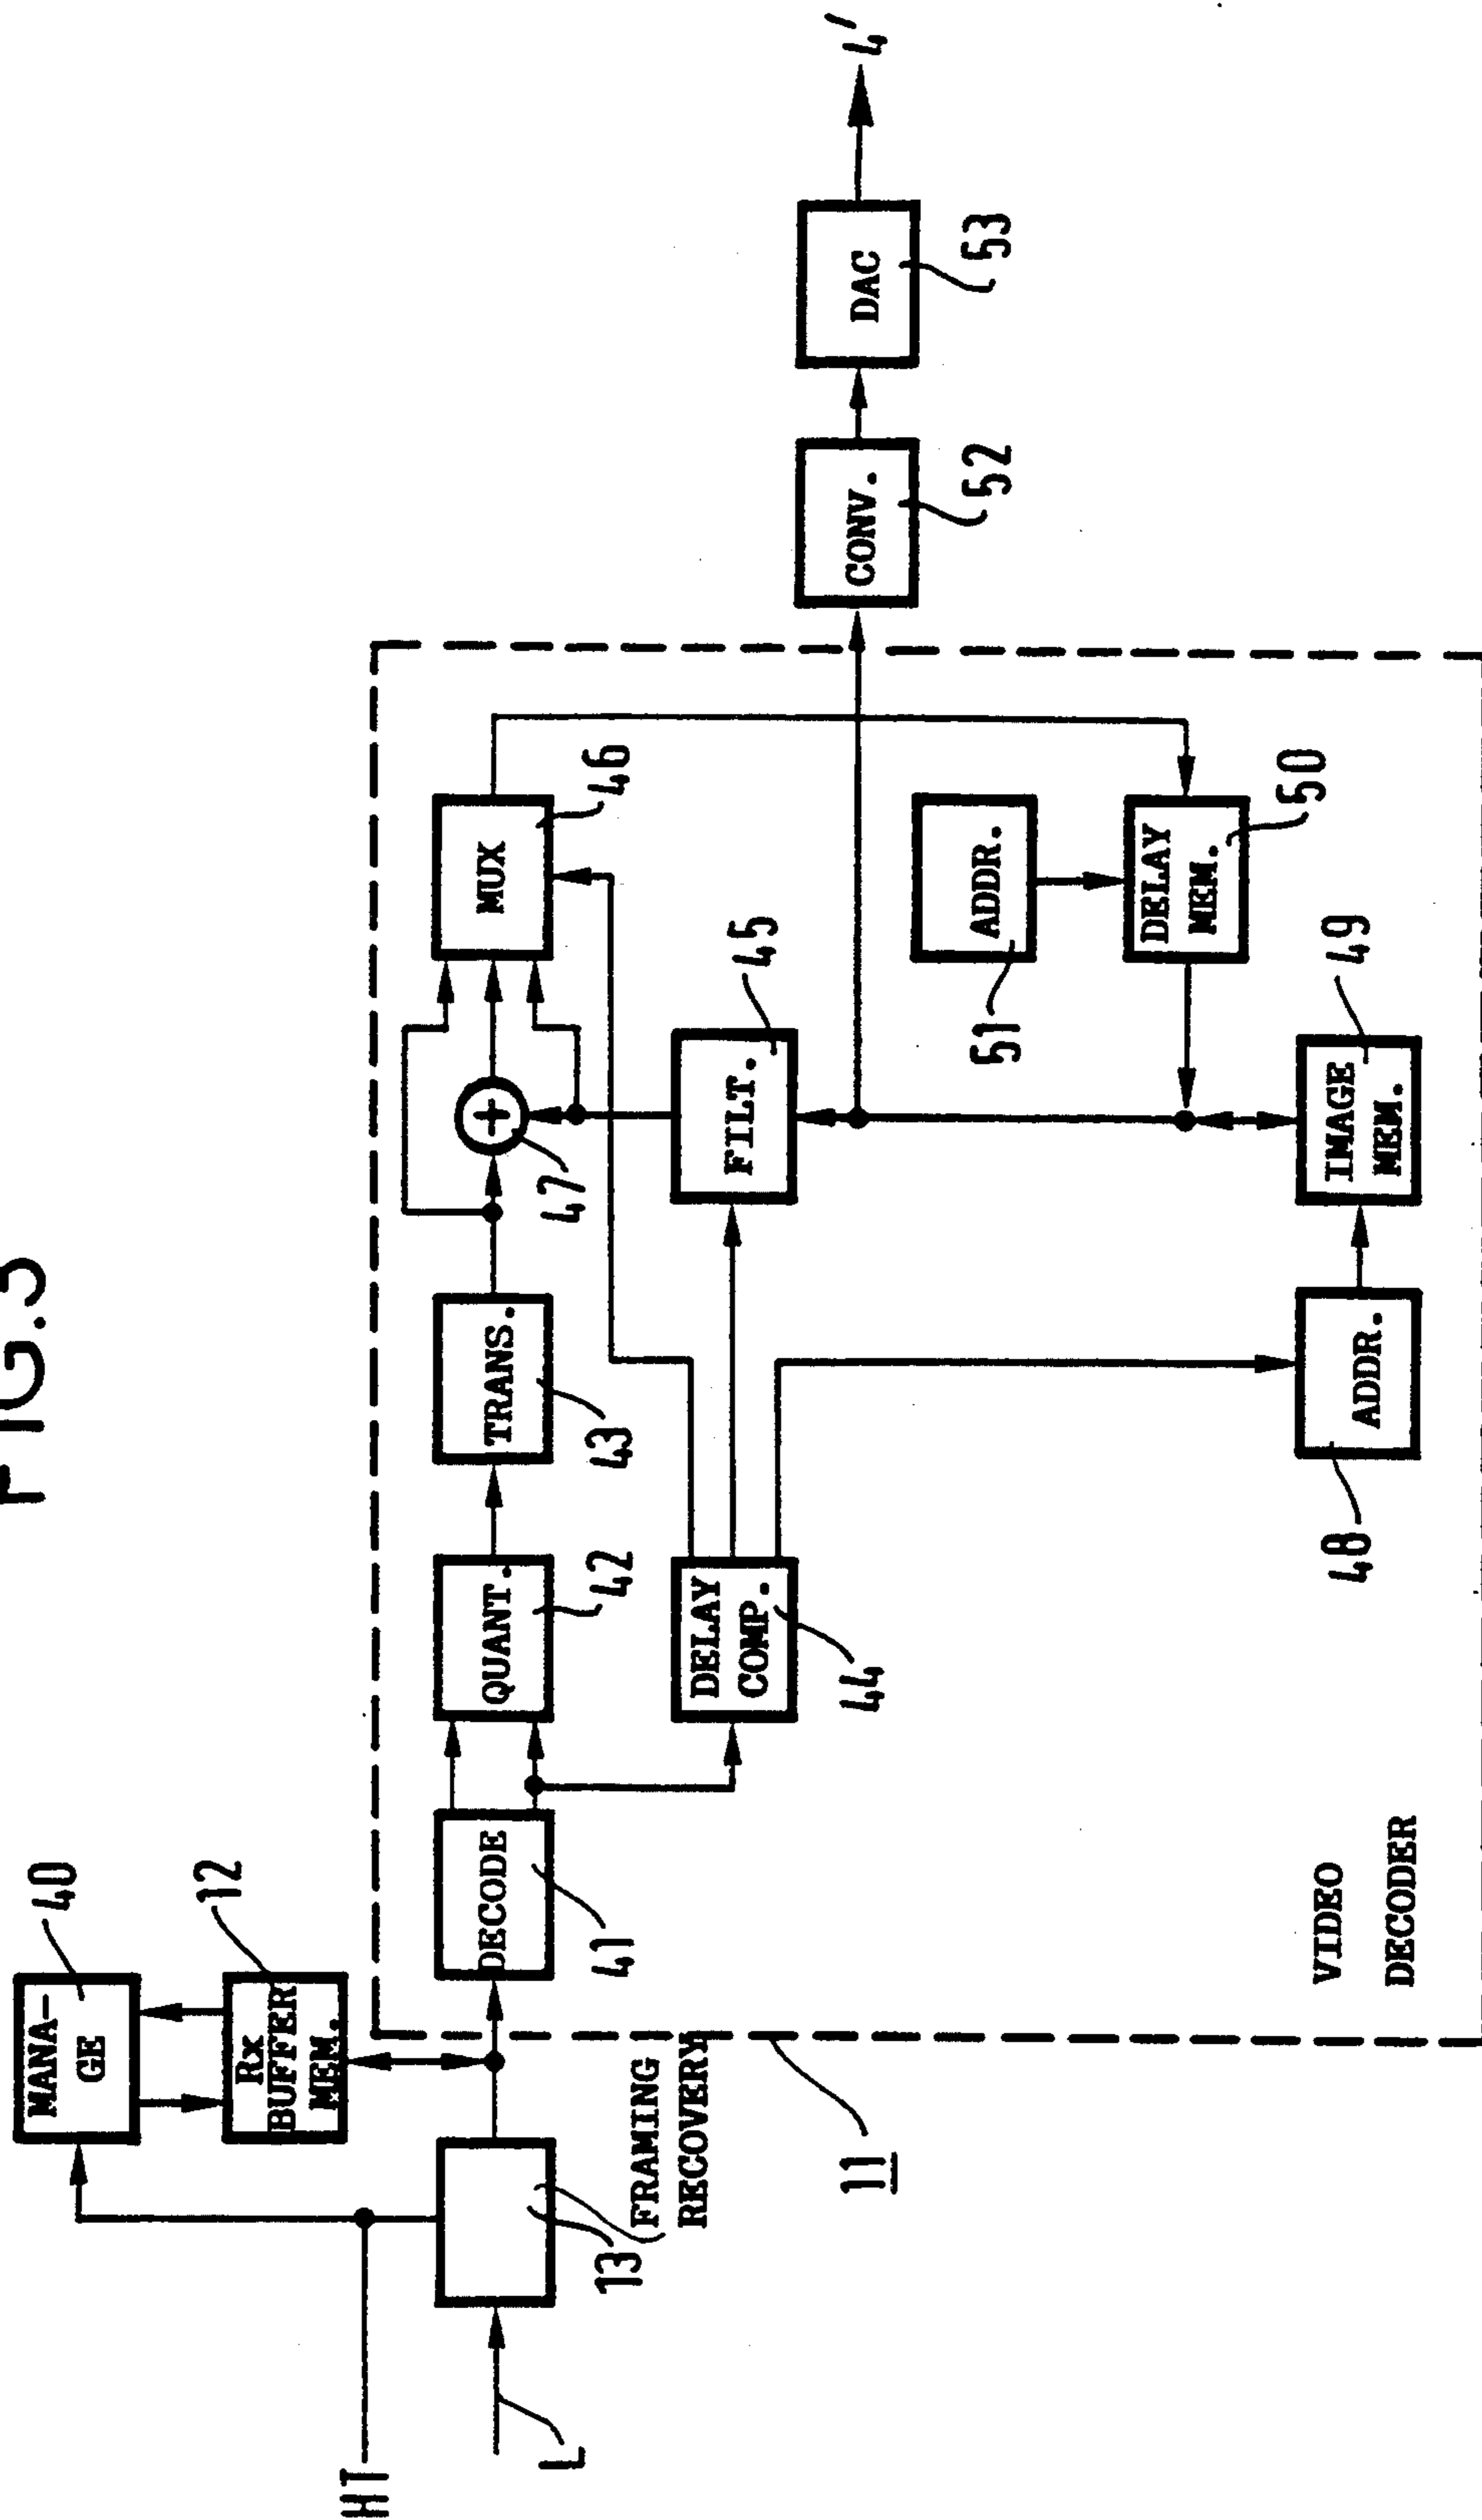 FIG.3
HT
L
13
FRAMING
RECOVERY
MANA-
GE
40
RX
BUFFER
MEM.
12
11
DECODE
41
QUANT.
42
TRANS.
43
47
+
MUX
46
DELAY
COMP.
44
FILT.
45
ADDR.
51
DELAY
MEM.
50
ADDR.
48
IMAGE
MEM.
49
VIDEO
DECODER
CONV.
52
DAC
53
L'